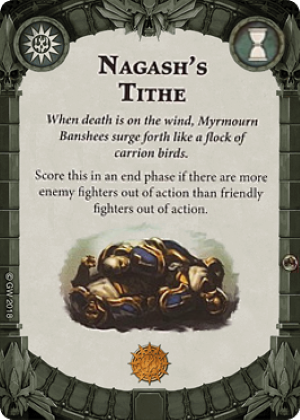 NAGASH'S
TITHE
When death is on the wind, Myrmourn
Banshees surge forth like a flock of
carrion birds.
Score this in an end phase if there are more
enemy fighters out of action than friendly
fighters out of action.
© GW 2018